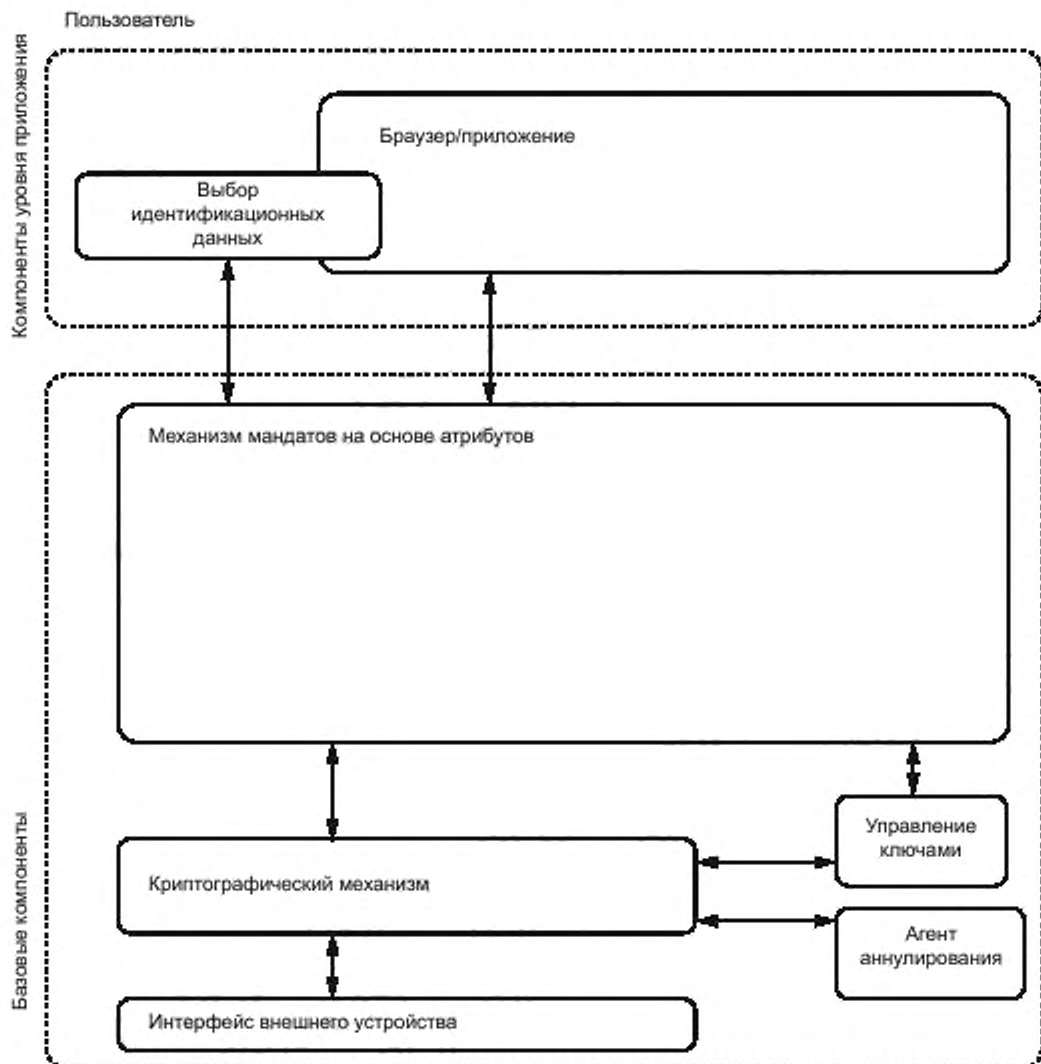 Пользователь
Компоненты уровня приложения
Браузер/приложение
Выбор
идентификационных
данных
Механизм мандатов на основе атрибутов
Базовые компоненты
Управление
ключами
Криптографический механизм
Агент
аннулирования
Интерфейс внешнего устройства